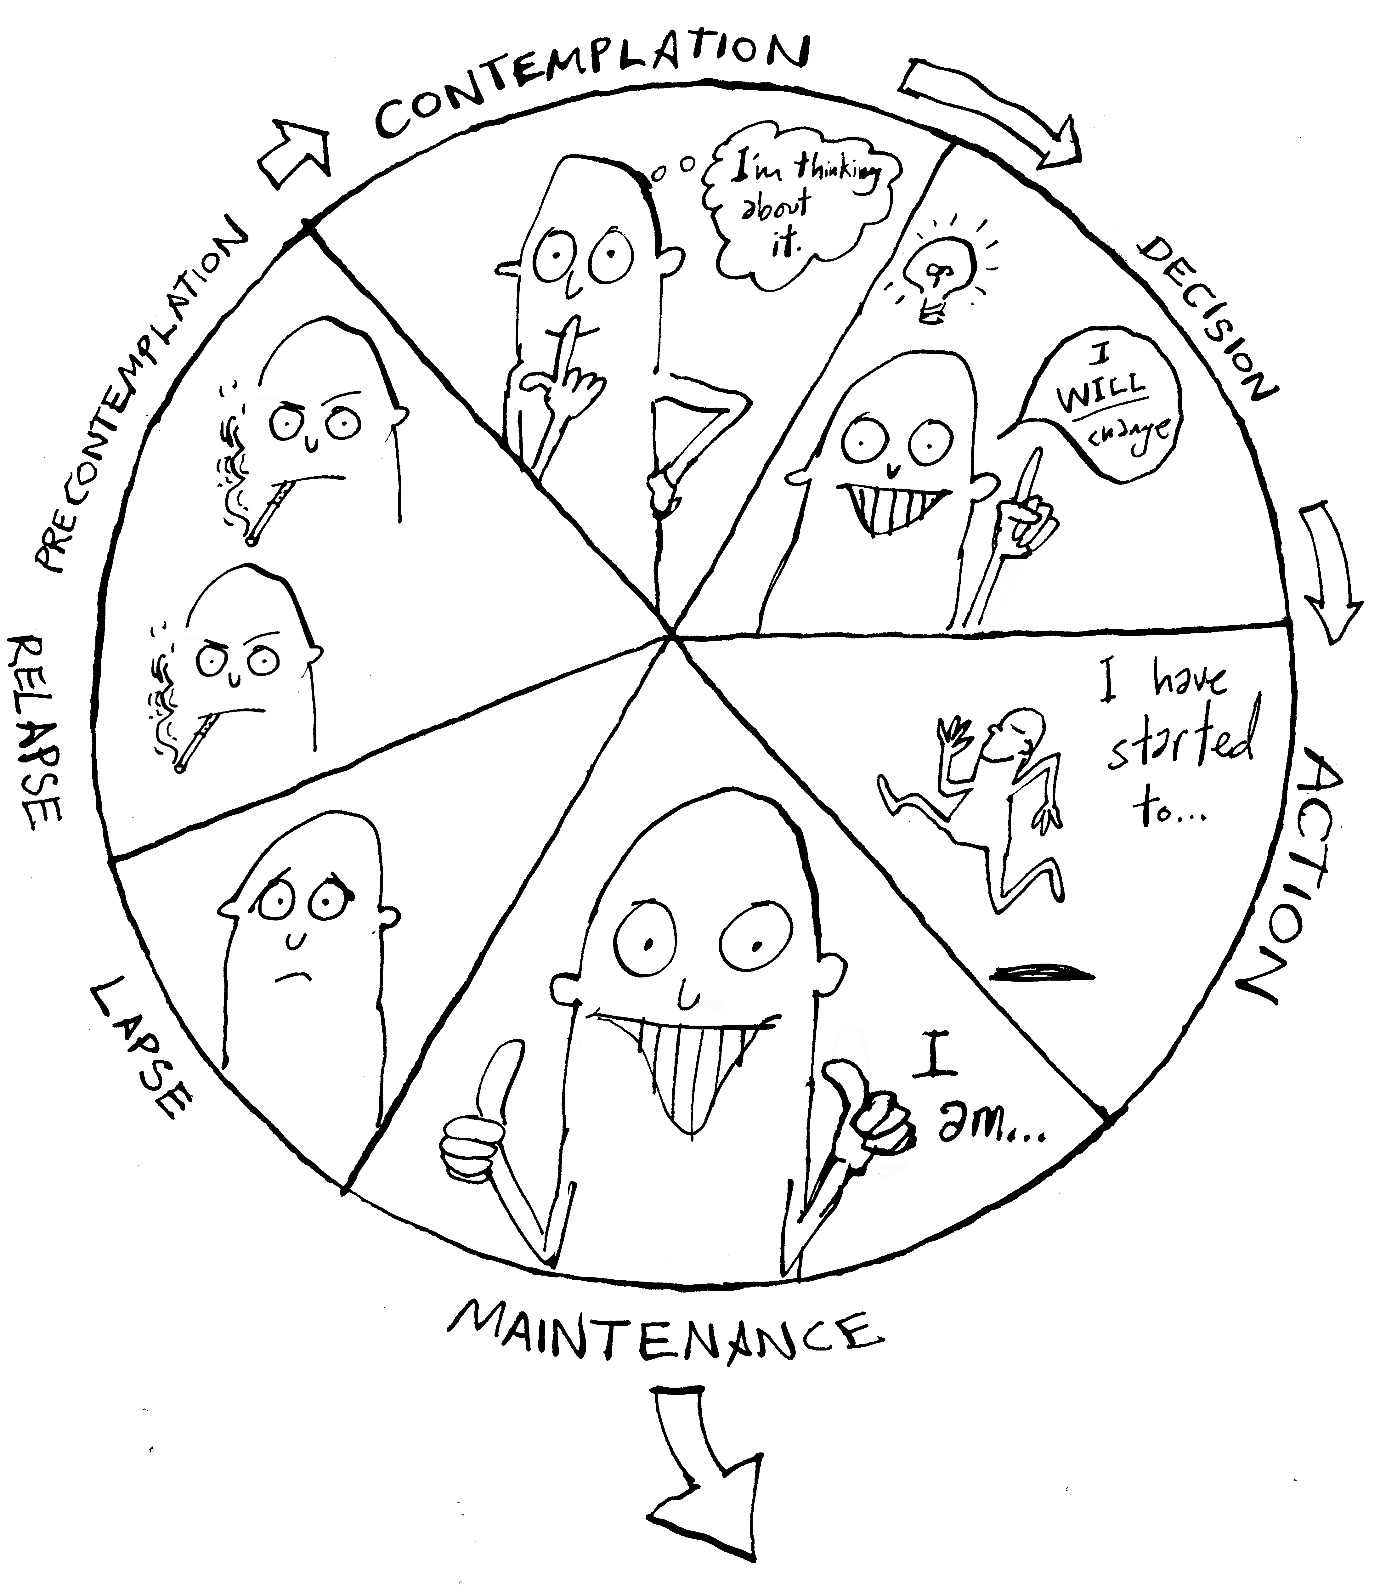 CONTEMPLATION
I'm thinking
about
it.
DECISION
I
WILL
change
ACTION
I have
started
to...
MAINTENANCE
I
am...
LAPSE
RELAPSE
PRECONTEMPLATION